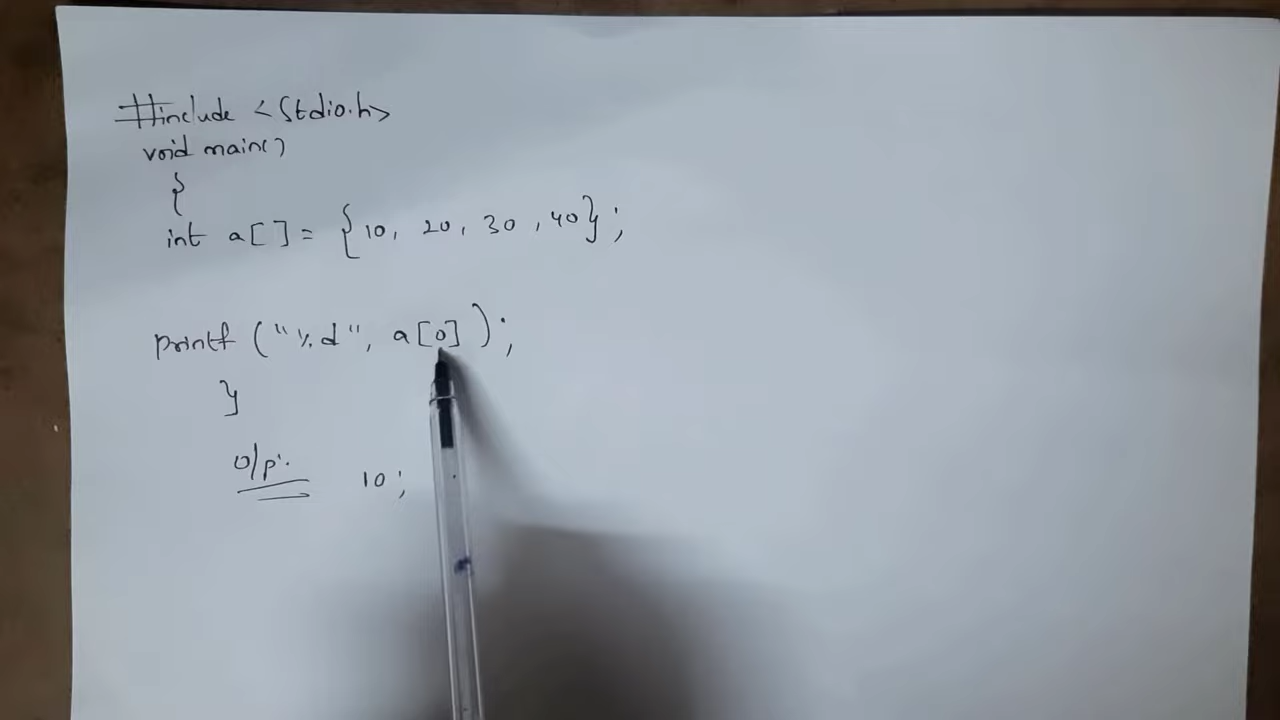 #include <stdio.h>
void main()
{
int a[] = {10, 20, 30, 40};
printf ("%d", a[0]);
}
o/p:
10;